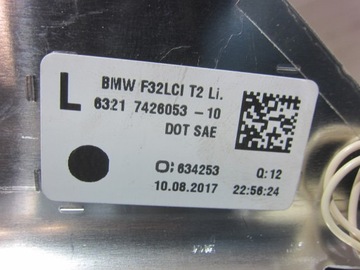 L
BMW F32LCI T2 Li.
6321 7426053 -10
DOT SAE
634253
Q:12
10.08.2017
22:56:24